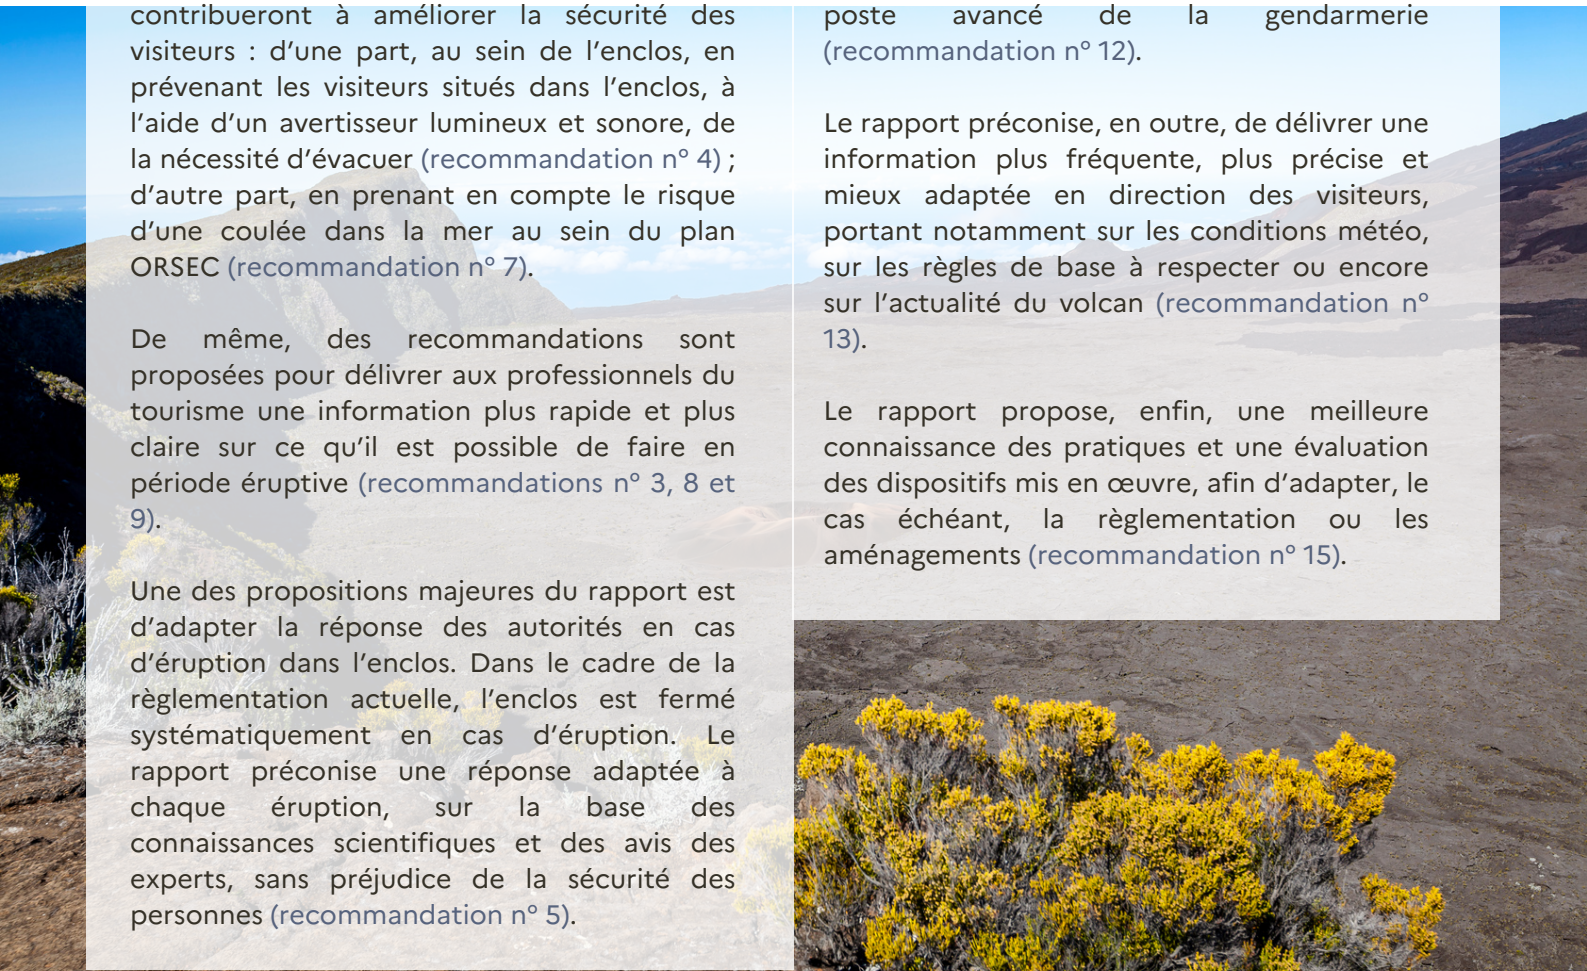 contribueront à améliorer la sécurité des
visiteurs : d'une part, au sein de l'enclos, en
prévenant les visiteurs situés dans l'enclos, à
l'aide d'un avertisseur lumineux et sonore, de
la nécessité d'évacuer (recommandation n° 4) ;
d'autre part, en prenant en compte le risque
d'une coulée dans la mer au sein du plan
ORSEC (recommandation n° 7).
De même, des recommandations sont
proposées pour délivrer aux professionnels du
tourisme une information plus rapide et plus
claire sur ce qu'il est possible de faire en
période éruptive (recommandations n° 3, 8 et
9).
Une des propositions majeures du rapport est
d'adapter la réponse des autorités en cas
d'éruption dans l'enclos. Dans le cadre de la
règlementation actuelle, l'enclos est fermé
systématiquement en cas d'éruption. Le
rapport préconise une réponse adaptée à
chaque éruption, sur la base des
connaissances scientifiques et des avis des
experts, sans préjudice de la sécurité des
personnes (recommandation n° 5).
poste avancé de la gendarmerie
(recommandation n° 12).
Le rapport préconise, en outre, de délivrer une
information plus fréquente, plus précise et
mieux adaptée en direction des visiteurs,
portant notamment sur les conditions météo,
sur les règles de base à respecter ou encore
sur l'actualité du volcan (recommandation n°
13).
Le rapport propose, enfin, une meilleure
connaissance des pratiques et une évaluation
des dispositifs mis en œuvre, afin d'adapter, le
cas échéant, la règlementation ou les
aménagements (recommandation n° 15).